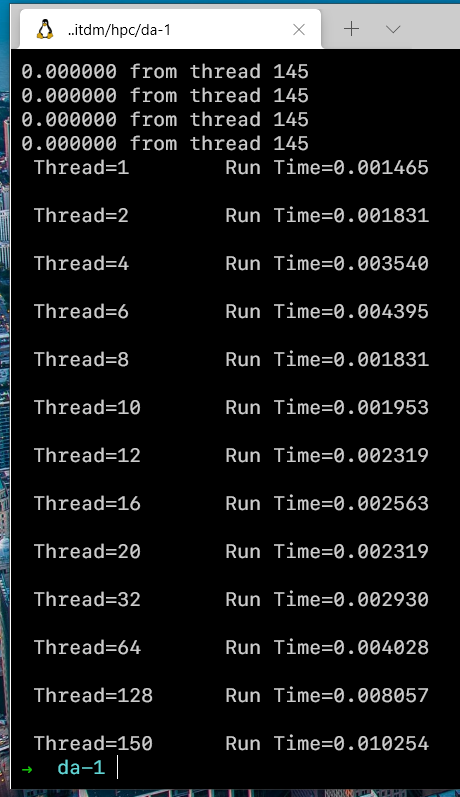 ..itdm/hpc/da-1
0.000000 from thread 145
0.000000 from thread 145
0.000000 from thread 145
0.000000 from thread 145
Thread=1 Run Time=0.001465
Thread=2 Run Time=0.001831
Thread=4 Run Time=0.003540
Thread=6 Run Time=0.004395
Thread=8 Run Time=0.001831
Thread=10 Run Time=0.001953
Thread=12 Run Time=0.002319
Thread=16 Run Time=0.002563
Thread=20 Run Time=0.002319
Thread=32 Run Time=0.002930
Thread=64 Run Time=0.004028
Thread=128 Run Time=0.008057
Thread=150 Run Time=0.010254
→ da-1